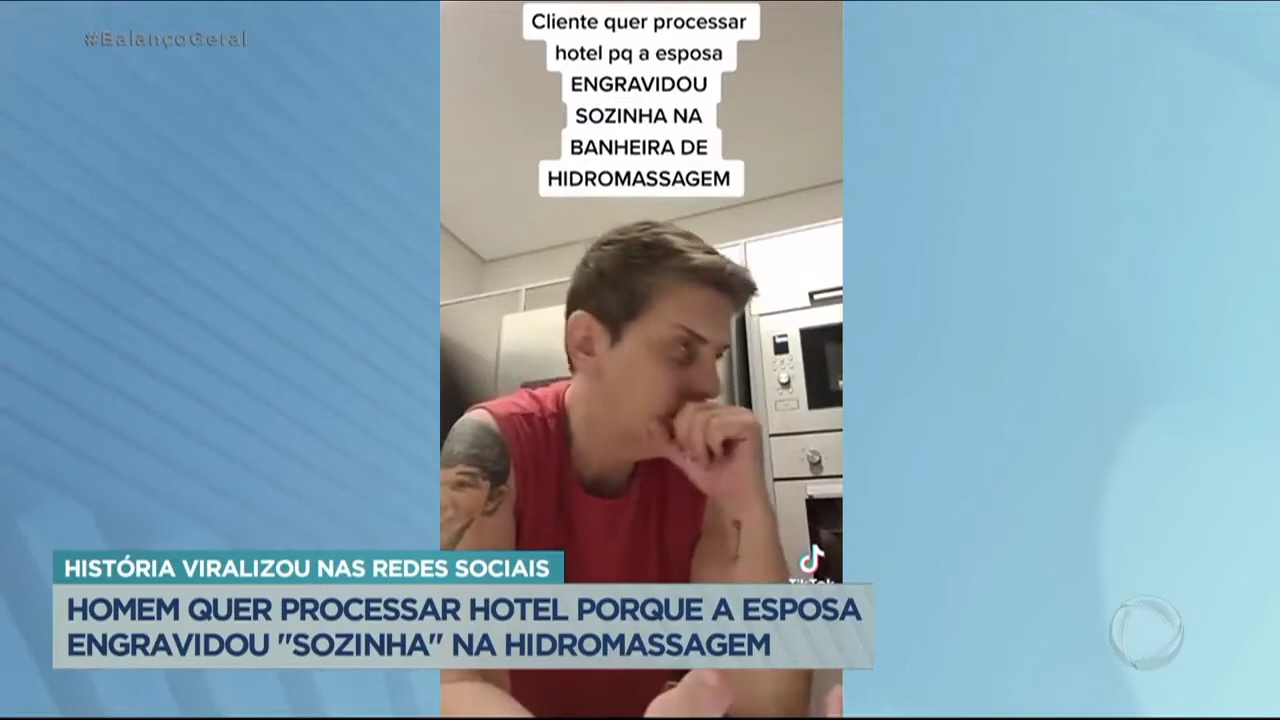 #BalançoGeral
Cliente quer processar
hotel pq a esposa
ENGRAVIDOU
SOZINHA NA
BANHEIRA DE
HIDROMASSAGEM
TikTok
HISTÓRIA VIRALIZOU NAS REDES SOCIAIS
HOMEM QUER PROCESSAR HOTEL PORQUE A ESPOSA
ENGRAVIDOU "SOZINHA" NA HIDROMASSAGEM